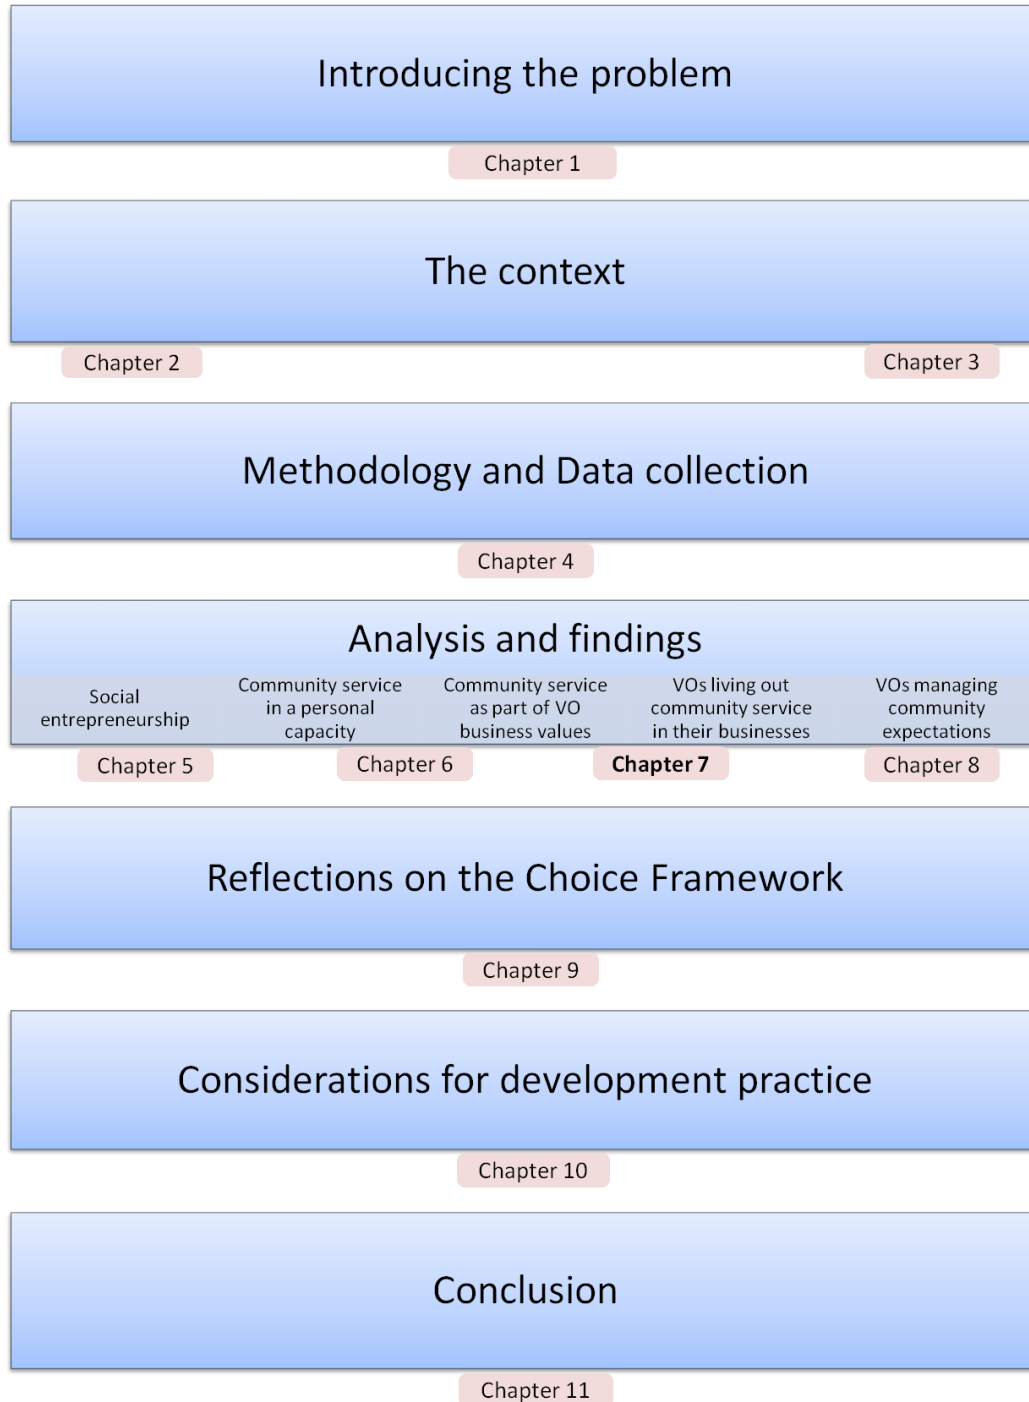 Introducing the problem
Chapter 1
The context
Chapter 2
Chapter 3
Methodology and Data collection
Chapter 4
Analysis and findings
Social
entrepreneurship
Community service
in a personal
capacity
Community service
as part of VO
business values
VOs living out
community service
in their businesses
VOs managing
community
expectations
Chapter 5
Chapter 6
Chapter 7
Chapter 8
Reflections on the Choice Framework
Chapter 9
Considerations for development practice
Chapter 10
Conclusion
Chapter 11